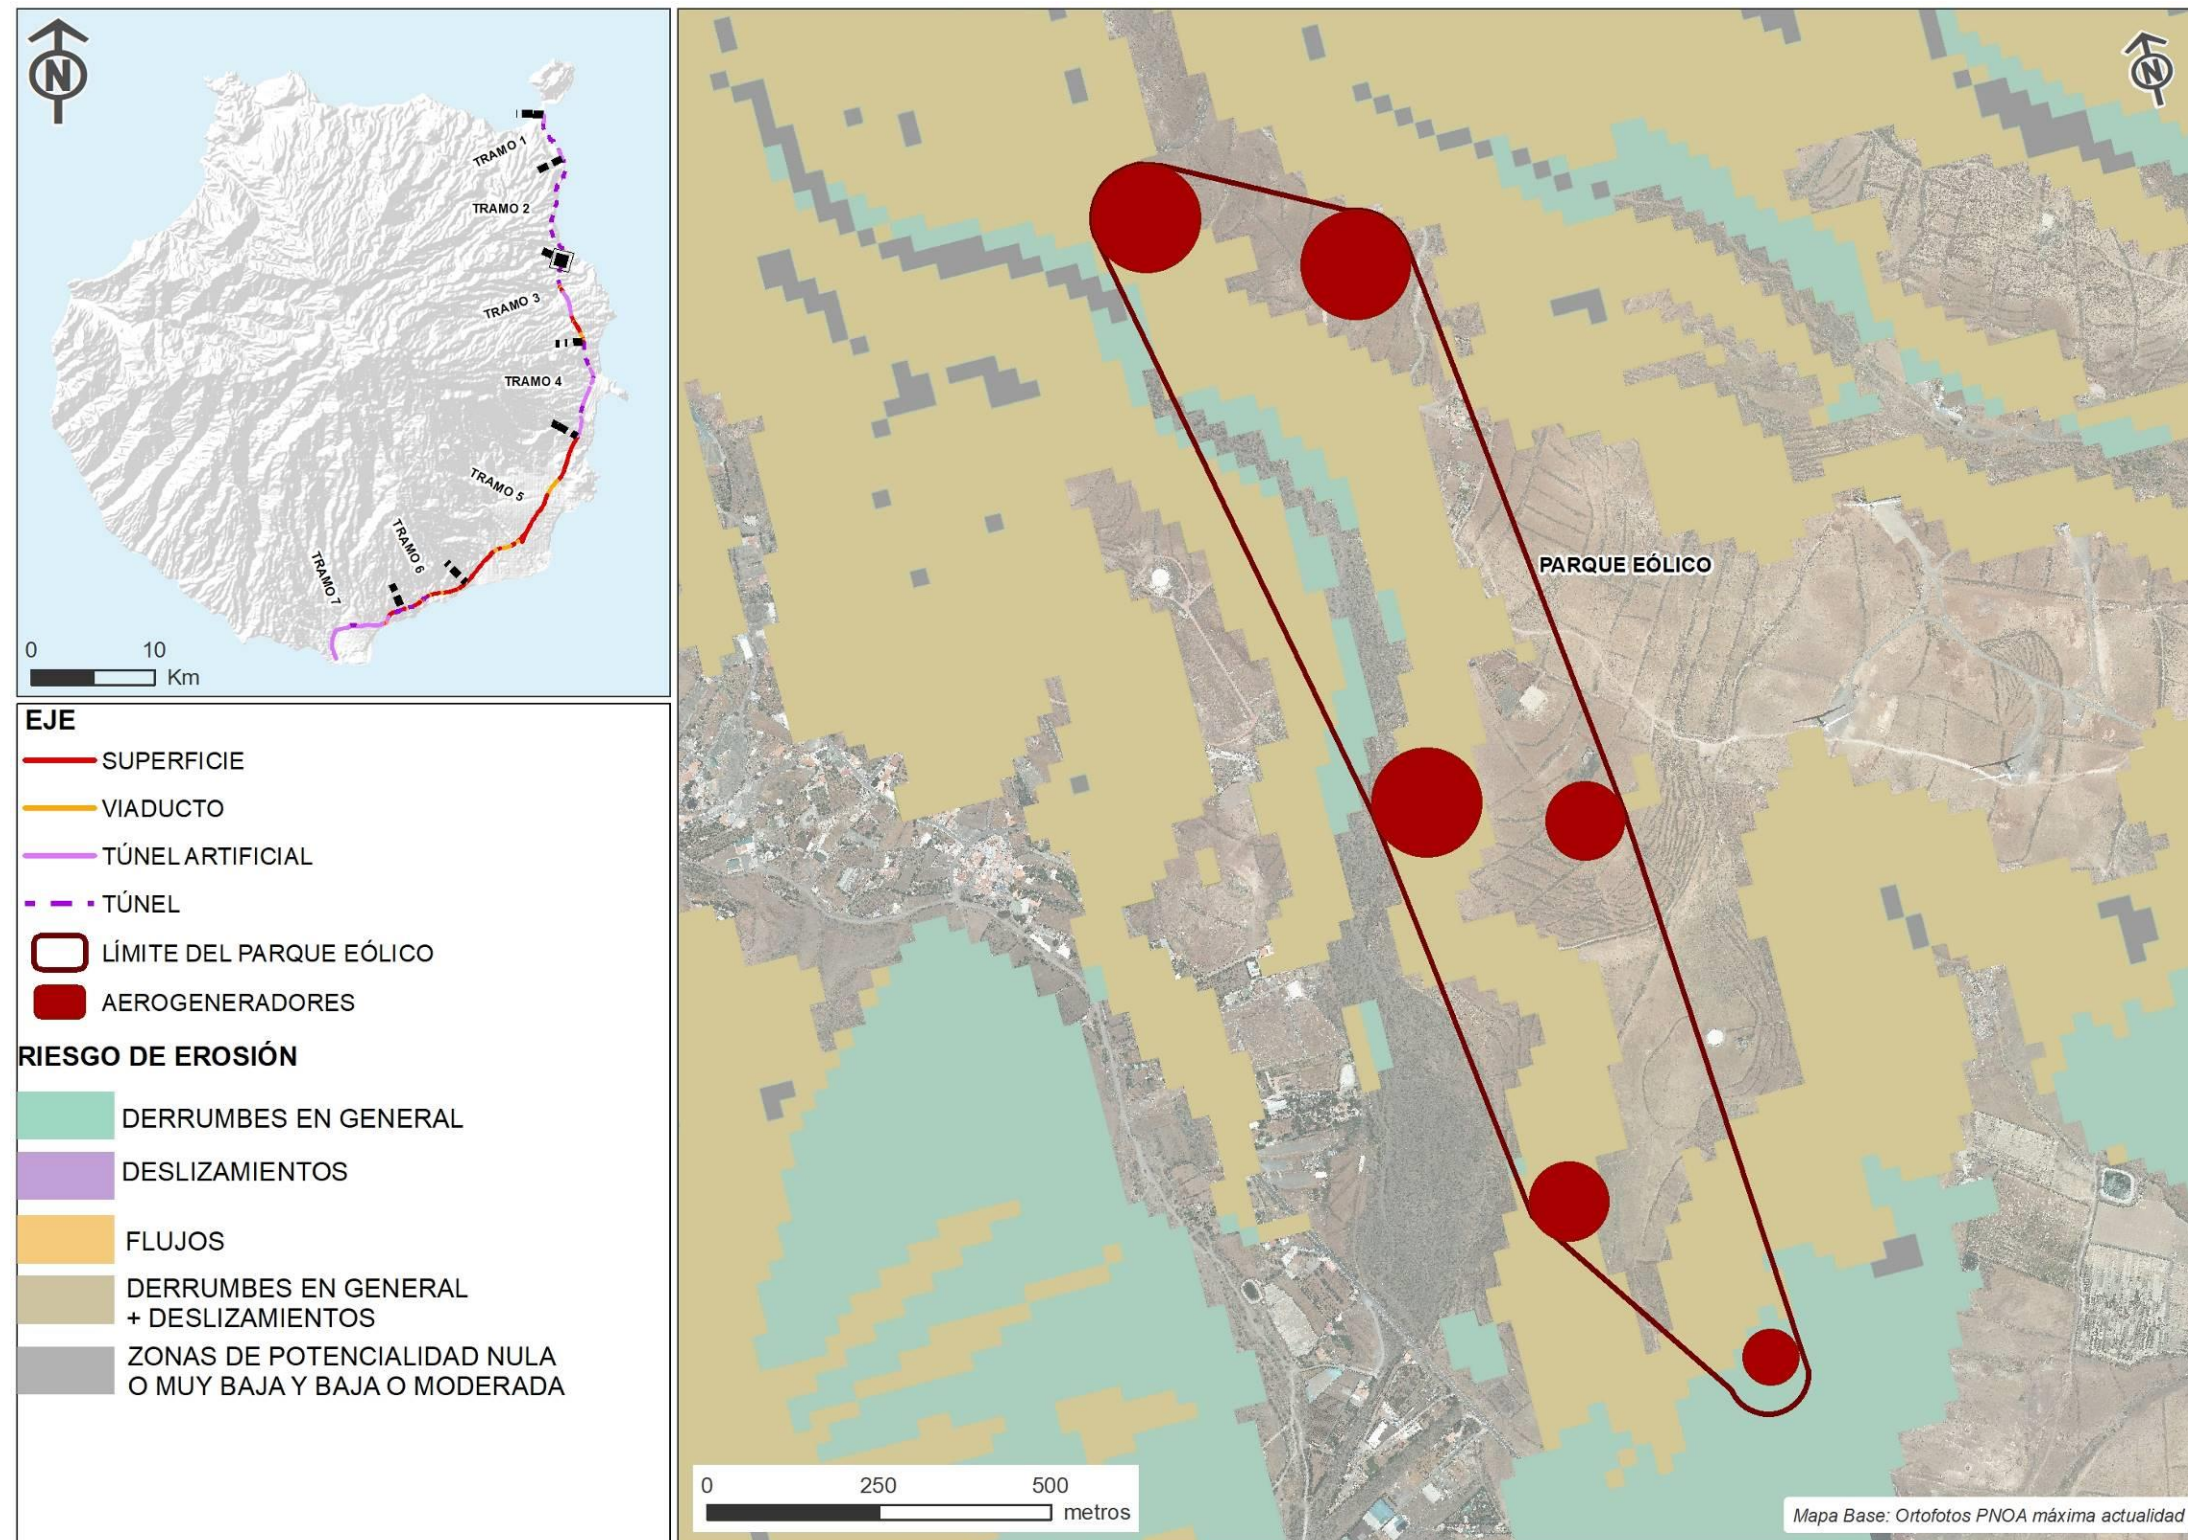 N
TRAMO 1
TRAMO 2
TRAMO 3
TRAMO 4
TRAMO 5
TRAMO 6
TRAMO 7
0 10
Km
EJE
SUPERFICIE
VIADUCTO
TÚNEL ARTIFICIAL
TÚNEL
LÍMITE DEL PARQUE EÓLICO
AEROGENERADORES
RIESGO DE EROSIÓN
DERRUMBES EN GENERAL
DESLIZAMIENTOS
FLUJOS
DERRUMBES EN GENERAL
+ DESLIZAMIENTOS
ZONAS DE POTENCIALIDAD NULA
O MUY BAJA Y BAJA O MODERADA
N
PARQUE EÓLICO
0 250 500
metros
Mapa Base: Ortofotos PNOA máxima actualidad